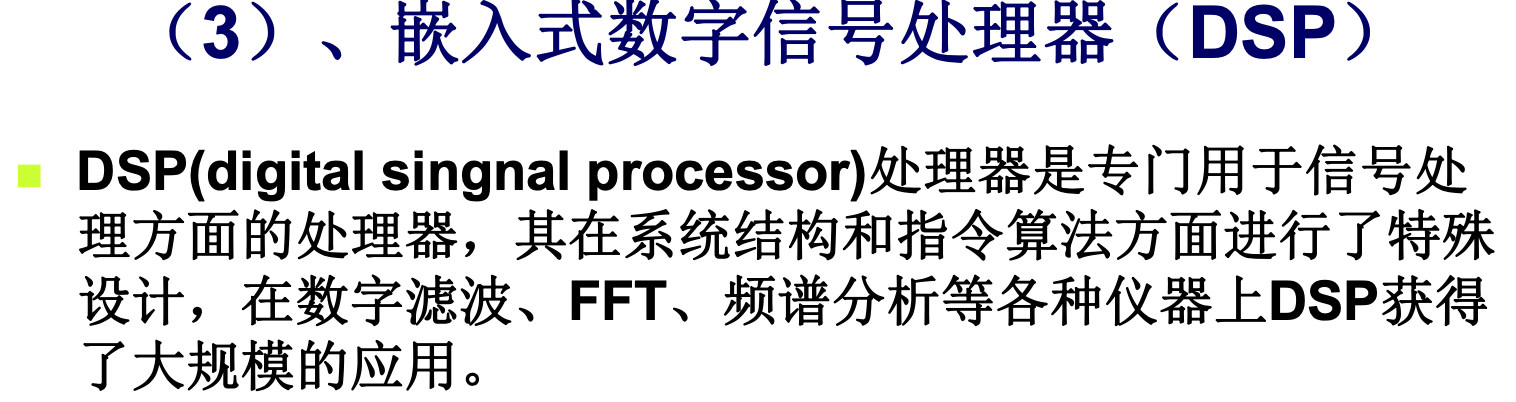 （3）、嵌入式数字信号处理器（DSP）
DSP(digital singnal processor)处理器是专门用于信号处
理方面的处理器，其在系统结构和指令算法方面进行了特殊
设计，在数字滤波、FFT、频谱分析等各种仪器上DSP获得
了大规模的应用。